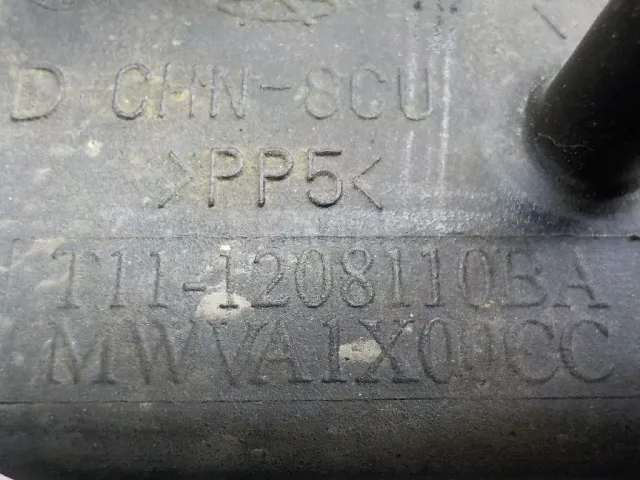 D CHN-8CU
>PP5<
T11-1208110BA
MWVA1X00CC